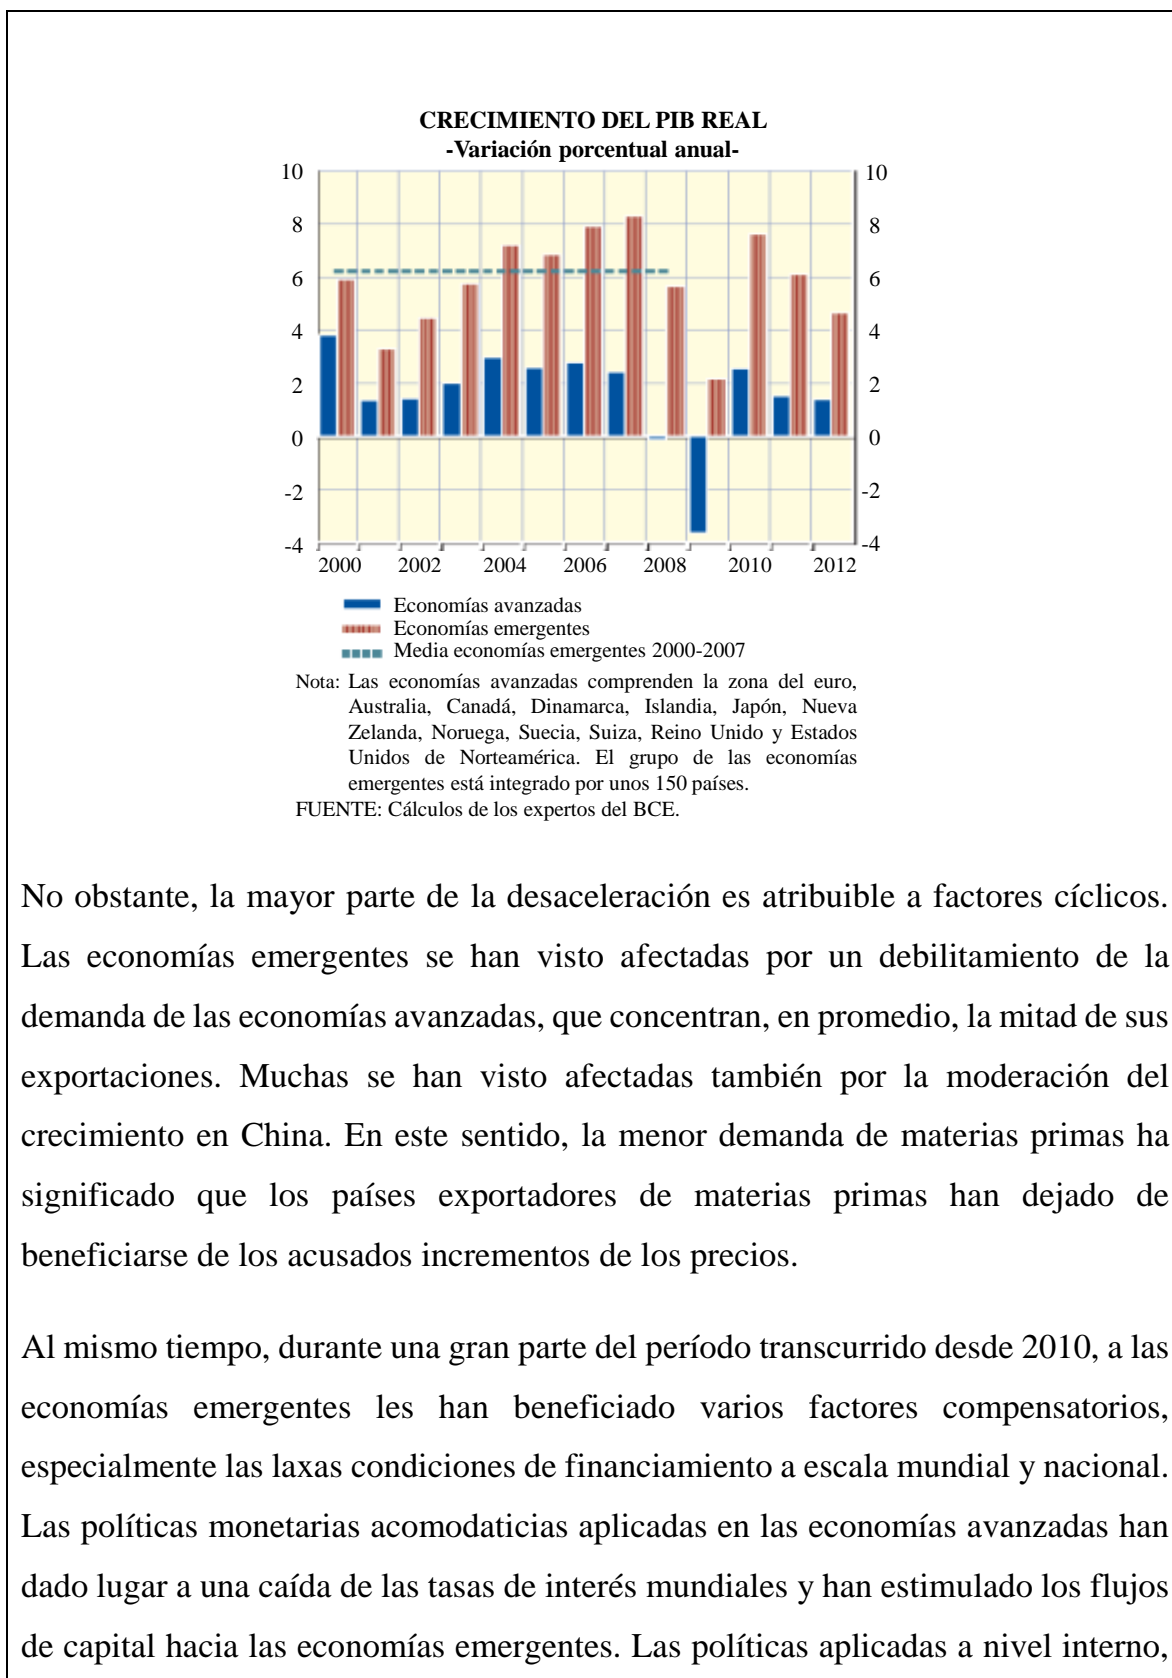 CRECIMIENTO DEL PIB REAL
-Variación porcentual anual-
10 10
8 8
6 6
4 4
2 2
0 0
-2 -2
-4 -4
2000 2002 2004 2006 2008 2010 2012
Economías avanzadas
Economías emergentes
Media economías emergentes 2000-2007
Nota: Las economías avanzadas comprenden la zona del euro,
Australia, Canadá, Dinamarca, Islandia, Japón, Nueva
Zelanda, Noruega, Suecia, Suiza, Reino Unido y Estados
Unidos de Norteamérica. El grupo de las economías
emergentes está integrado por unos 150 países.
FUENTE: Cálculos de los expertos del BCE.
No obstante, la mayor parte de la desaceleración es atribuible a factores cíclicos.
Las economías emergentes se han visto afectadas por un debilitamiento de la
demanda de las economías avanzadas, que concentran, en promedio, la mitad de sus
exportaciones. Muchas se han visto afectadas también por la moderación del
crecimiento en China. En este sentido, la menor demanda de materias primas ha
significado que los países exportadores de materias primas han dejado de
beneficiarse de los acusados incrementos de los precios.
Al mismo tiempo, durante una gran parte del período transcurrido desde 2010, a las
economías emergentes les han beneficiado varios factores compensatorios,
especialmente las laxas condiciones de financiamiento a escala mundial y nacional.
Las políticas monetarias acomodaticias aplicadas en las economías avanzadas han
dado lugar a una caída de las tasas de interés mundiales y han estimulado los flujos
de capital hacia las economías emergentes. Las políticas aplicadas a nivel interno,